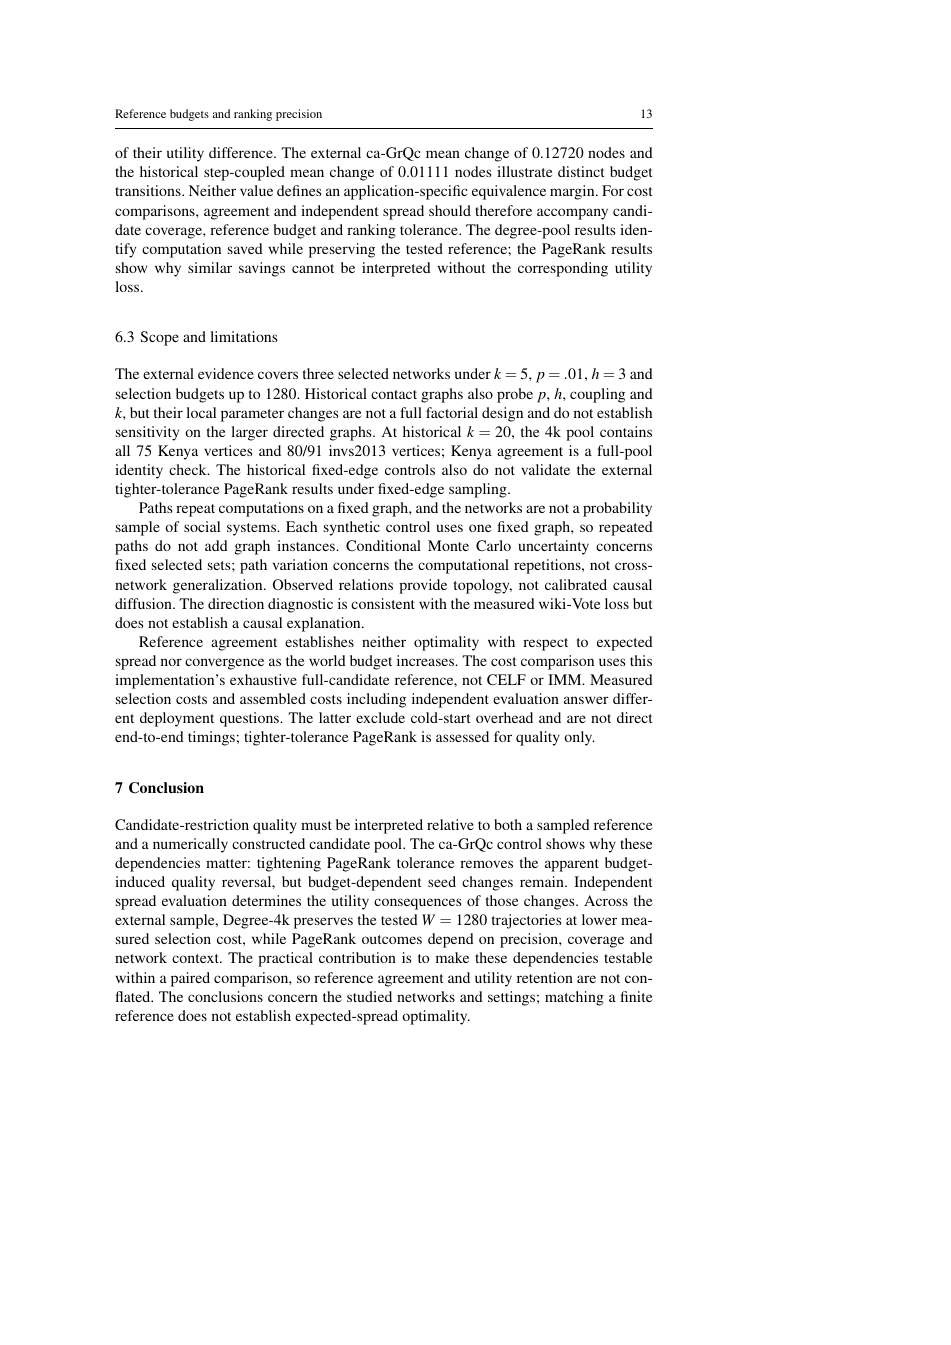 Reference budgets and ranking precision 13
of their utility difference. The external ca-GrQc mean change of 0.12720 nodes and
the historical step-coupled mean change of 0.01111 nodes illustrate distinct budget
transitions. Neither value defines an application-specific equivalence margin. For cost
comparisons, agreement and independent spread should therefore accompany candi-
date coverage, reference budget and ranking tolerance. The degree-pool results iden-
tify computation saved while preserving the tested reference; the PageRank results
show why similar savings cannot be interpreted without the corresponding utility
loss.
6.3 Scope and limitations
The external evidence covers three selected networks under k = 5, p = .01, h = 3 and
selection budgets up to 1280. Historical contact graphs also probe p, h, coupling and
k, but their local parameter changes are not a full factorial design and do not establish
sensitivity on the larger directed graphs. At historical k = 20, the 4k pool contains
all 75 Kenya vertices and 80/91 invs2013 vertices; Kenya agreement is a full-pool
identity check. The historical fixed-edge controls also do not validate the external
tighter-tolerance PageRank results under fixed-edge sampling.
Paths repeat computations on a fixed graph, and the networks are not a probability
sample of social systems. Each synthetic control uses one fixed graph, so repeated
paths do not add graph instances. Conditional Monte Carlo uncertainty concerns
fixed selected sets; path variation concerns the computational repetitions, not cross-
network generalization. Observed relations provide topology, not calibrated causal
diffusion. The direction diagnostic is consistent with the measured wiki-Vote loss but
does not establish a causal explanation.
Reference agreement establishes neither optimality with respect to expected
spread nor convergence as the world budget increases. The cost comparison uses this
implementation's exhaustive full-candidate reference, not CELF or IMM. Measured
selection costs and assembled costs including independent evaluation answer differ-
ent deployment questions. The latter exclude cold-start overhead and are not direct
end-to-end timings; tighter-tolerance PageRank is assessed for quality only.
7 Conclusion
Candidate-restriction quality must be interpreted relative to both a sampled reference
and a numerically constructed candidate pool. The ca-GrQc control shows why these
dependencies matter: tightening PageRank tolerance removes the apparent budget-
induced quality reversal, but budget-dependent seed changes remain. Independent
spread evaluation determines the utility consequences of those changes. Across the
external sample, Degree-4k preserves the tested W = 1280 trajectories at lower mea-
sured selection cost, while PageRank outcomes depend on precision, coverage and
network context. The practical contribution is to make these dependencies testable
within a paired comparison, so reference agreement and utility retention are not con-
flated. The conclusions concern the studied networks and settings; matching a finite
reference does not establish expected-spread optimality.